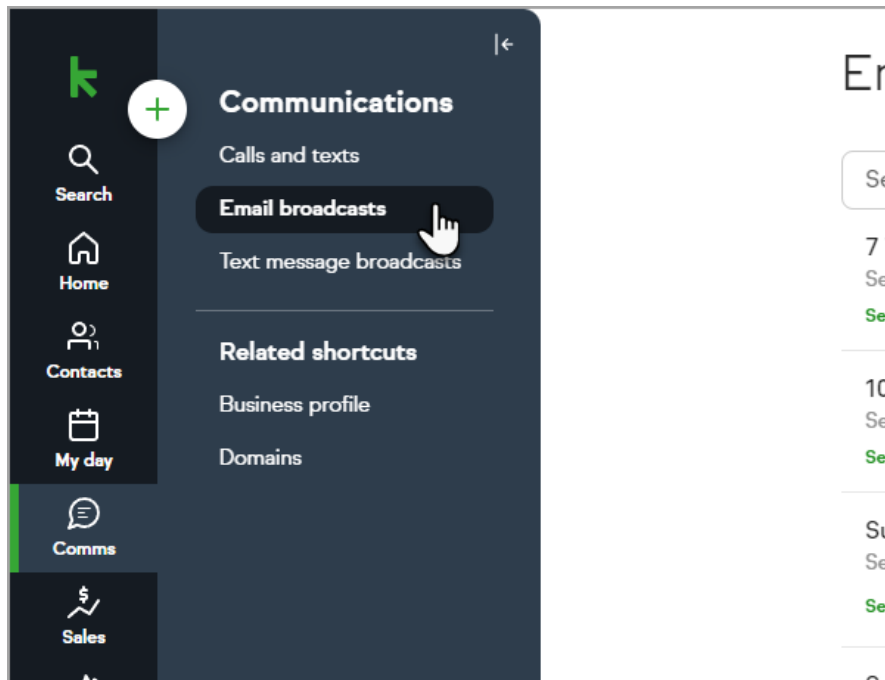 Search
Home
Contacts
My day
Comms
Sales
Communications
Calls and texts
Email broadcasts
Text message broadcasts
Related shortcuts
Business profile
Domains
7